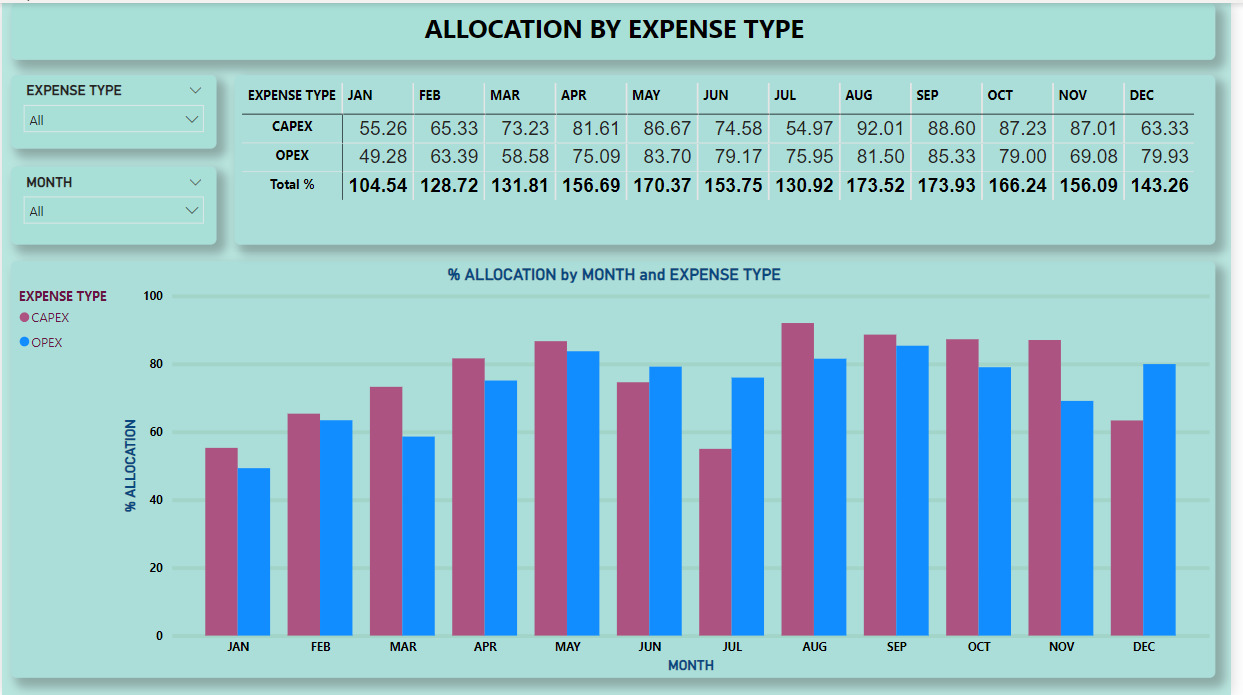 ALLOCATION BY EXPENSE TYPE
EXPENSE TYPE
All
MONTH
All
EXPENSE TYPE JAN FEB MAR APR MAY JUN JUL AUG SEP OCT NOV DEC
CAPEX 55.26 65.33 73.23 81.61 86.67 74.58 54.97 92.01 88.60 87.23 87.01 63.33
OPEX 49.28 63.39 58.58 75.09 83.70 79.17 75.95 81.50 85.33 79.00 69.08 79.93
Total % 104.54 128.72 131.81 156.69 170.37 153.75 130.92 173.52 173.93 166.24 156.09 143.26
% ALLOCATION by MONTH and EXPENSE TYPE
EXPENSE TYPE
CAPEX
OPEX
% ALLOCATION
100
80
60
40
20
0
JAN FEB MAR APR MAY JUN JUL AUG SEP OCT NOV DEC
MONTH